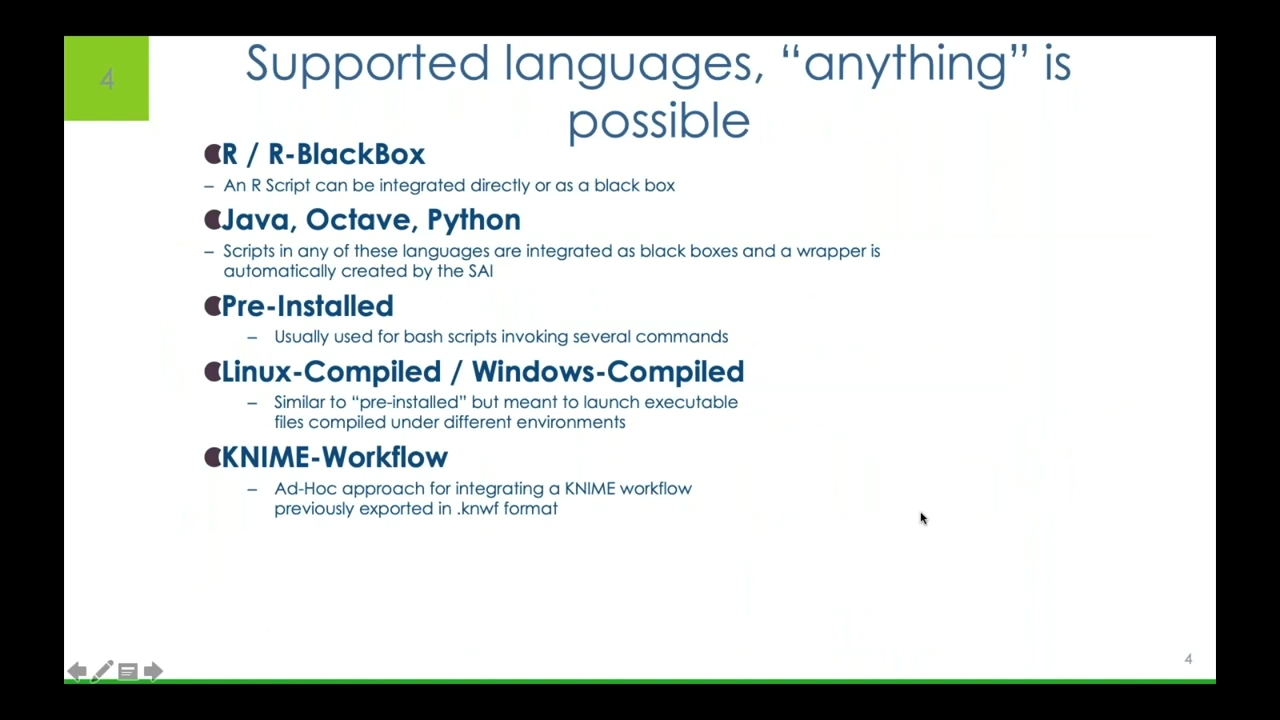 4
Supported languages, “anything” is
possible
R / R-BlackBox
– An R Script can be integrated directly or as a black box
Java, Octave, Python
– Scripts in any of these languages are integrated as black boxes and a wrapper is
automatically created by the SAI
Pre-Installed
– Usually used for bash scripts invoking several commands
Linux-Compiled / Windows-Compiled
– Similar to “pre-installed” but meant to launch executable
files compiled under different environments
KNIME-Workflow
– Ad-Hoc approach for integrating a KNIME workflow
previously exported in .knwf format
4